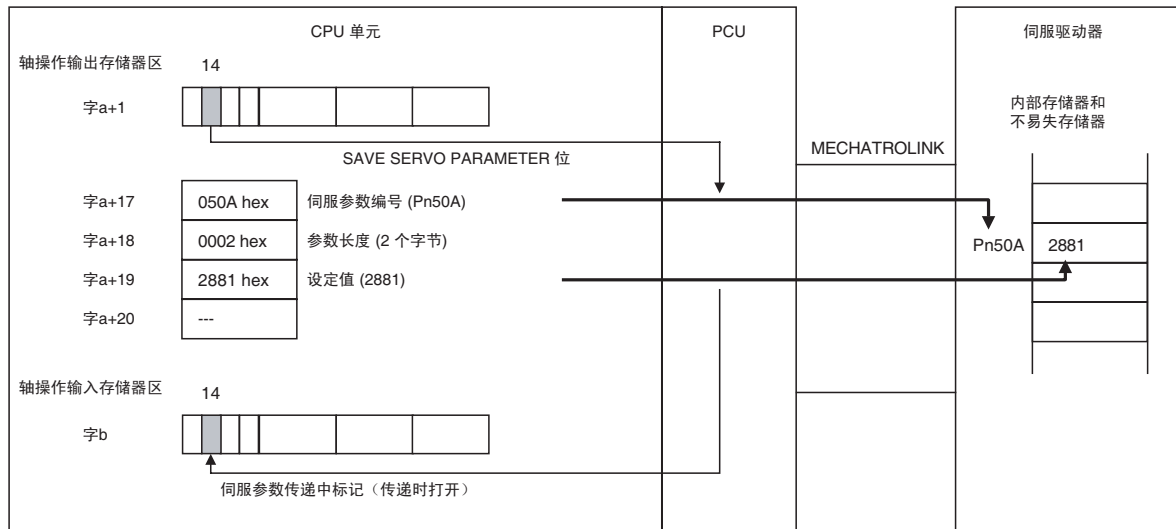 CPU 单元
PCU
伺服驱动器
轴操作输出存储器区
14
字a+1
内部存储器和
不易失存储器
MECHATROLINK
SAVE SERVO PARAMETER 位
字a+17 050A hex 伺服参数编号 (Pn50A)
字a+18 0002 hex 参数长度 (2 个字节)
Pn50A 2881
字a+19 2881 hex 设定值 (2881)
字a+20 ---
轴操作输入存储器区
14
字b
伺服参数传递中标记（传递时打开）